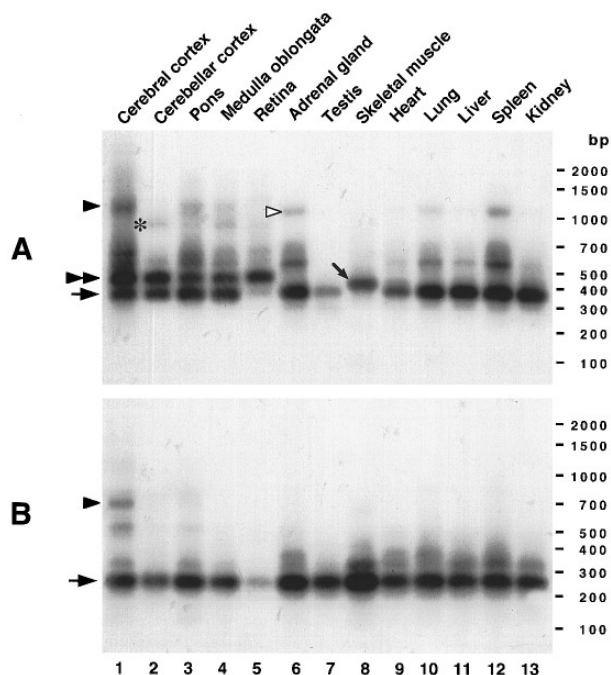 Cerebral cortex
Cerebellar cortex
Pons
Medulla oblongata
Retina
Adrenal gland
Testis
Skeletal muscle
Heart
Lung
Liver
Spleen
Kidney
bp
A
*
2000
1500
1000
700
500
400
300
200
100
B
2000
1500
1000
700
500
400
300
200
100
1 2 3 4 5 6 7 8 9 10 11 12 13